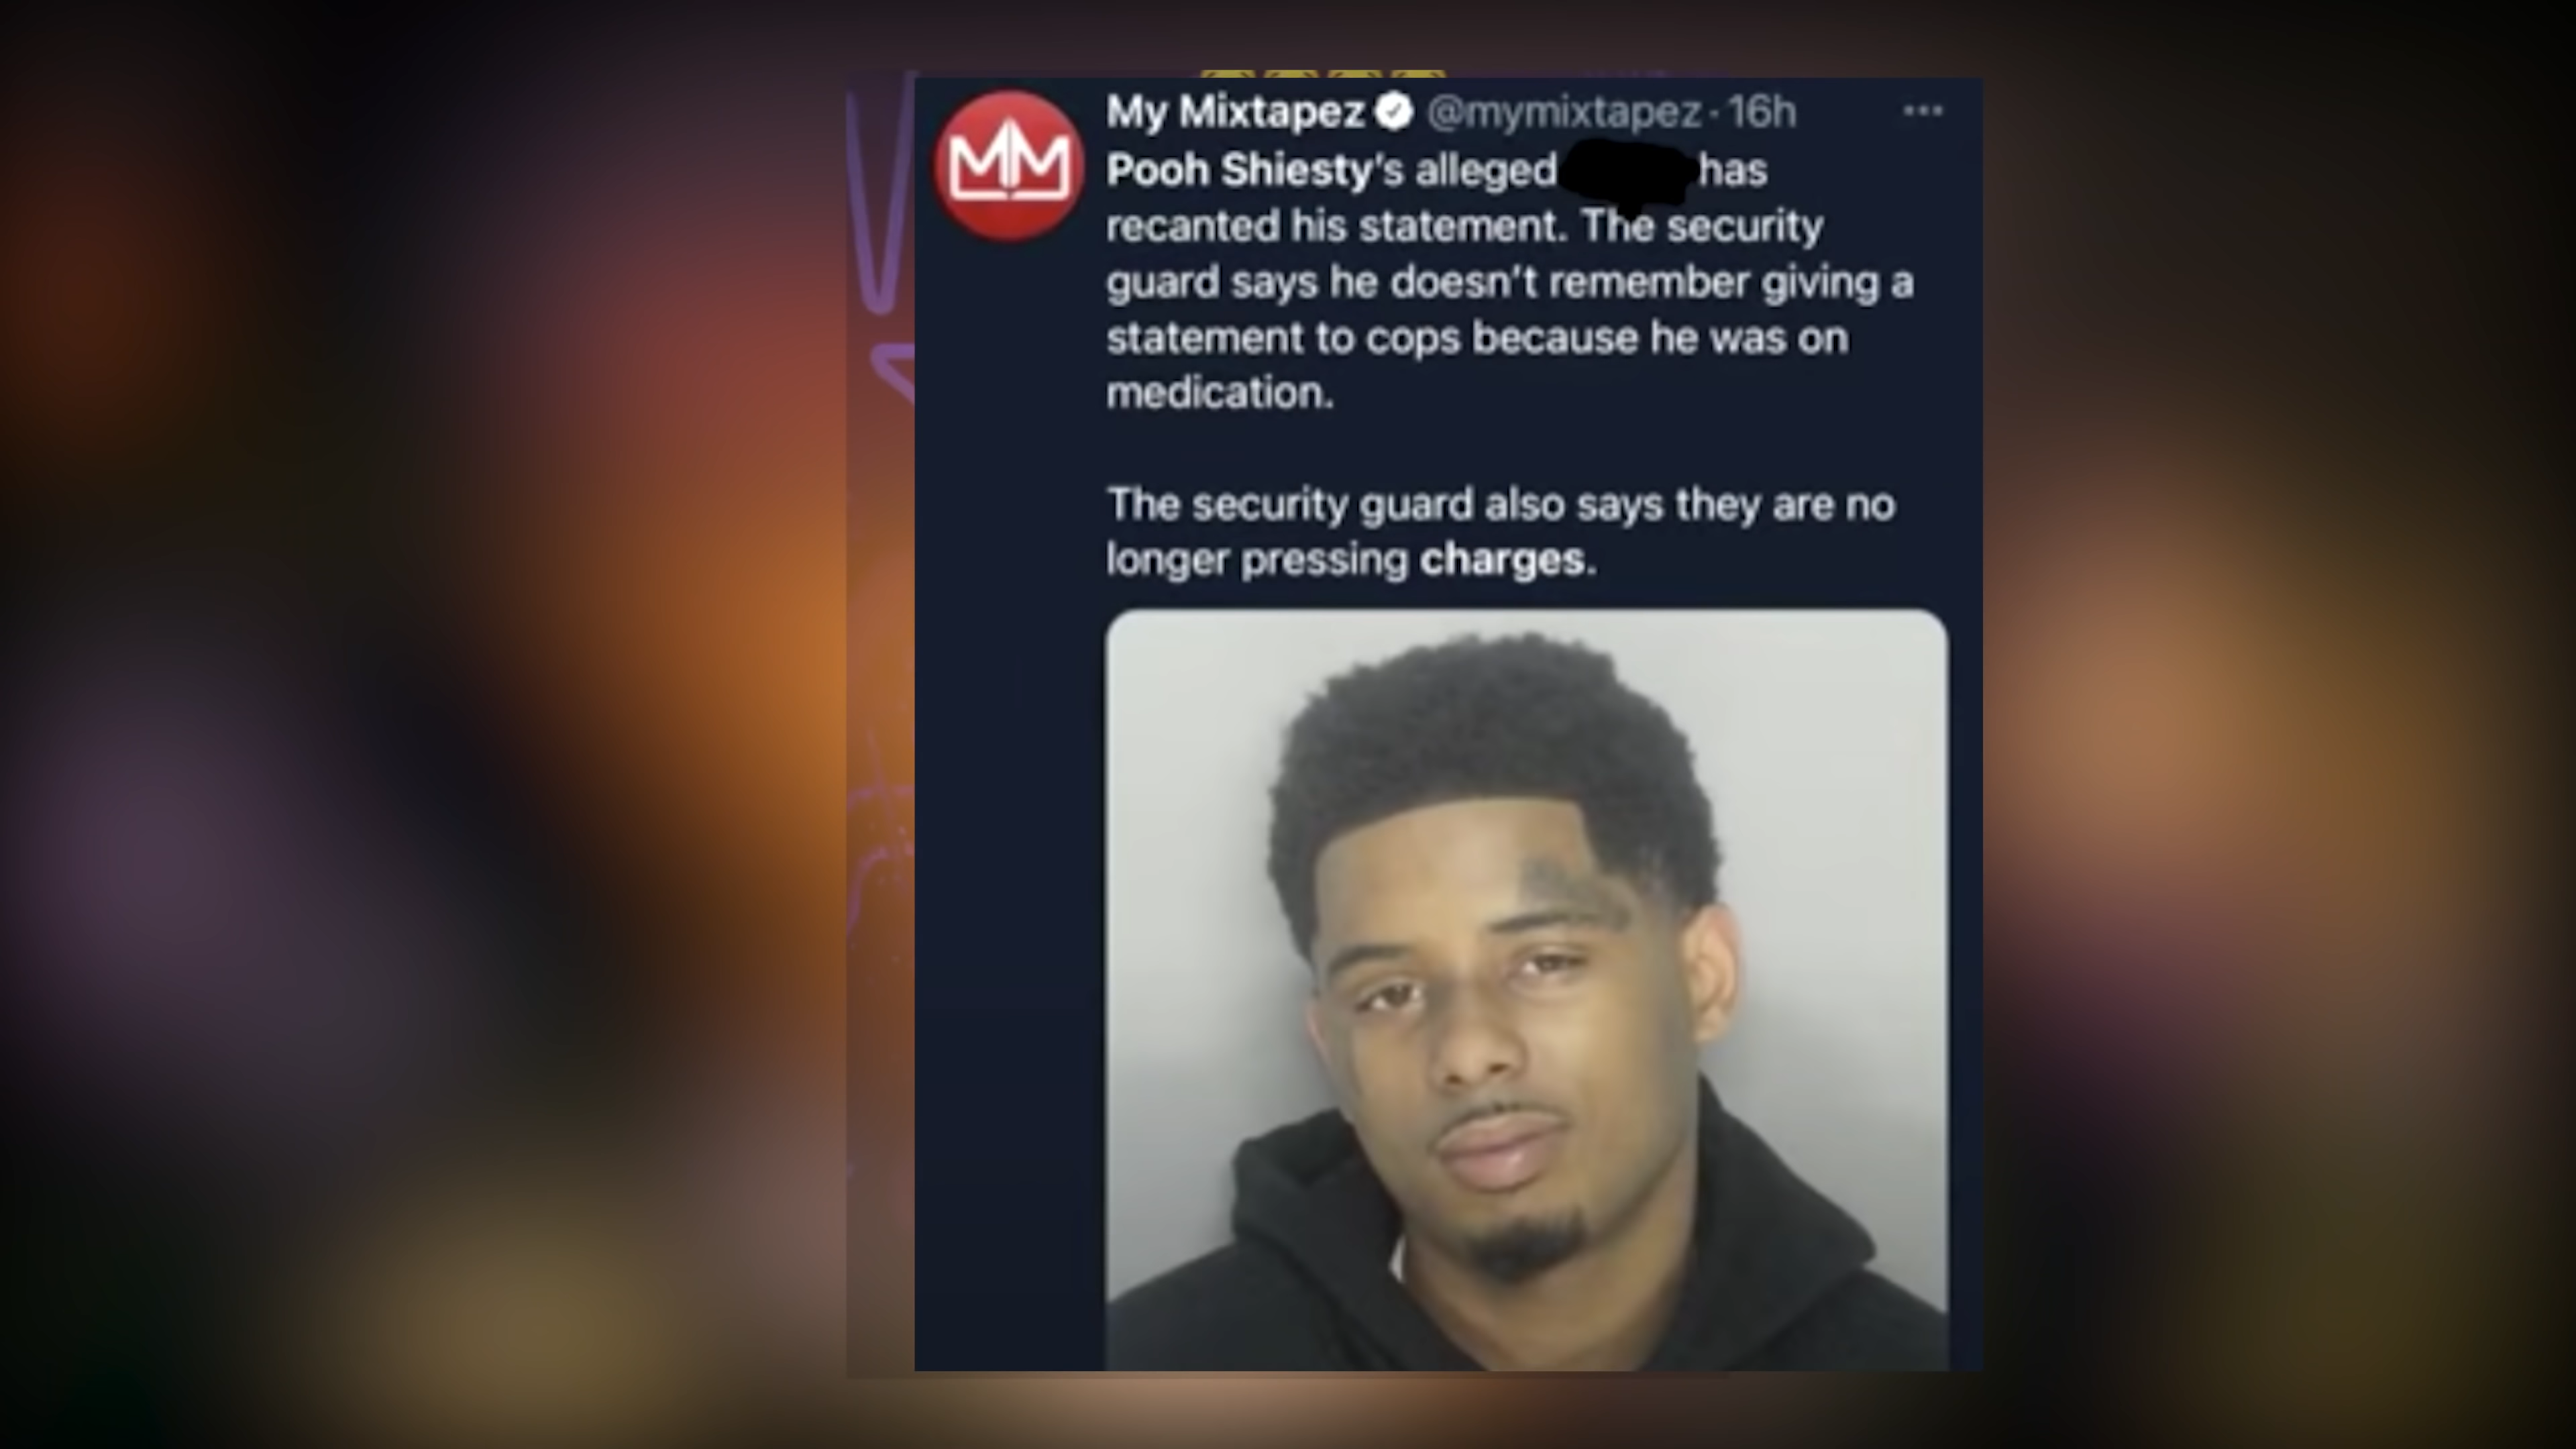 MM
My Mixtapez @mymixtapez · 16h
Pooh Shiesty's alleged has
recanted his statement. The security
guard says he doesn't remember giving a
statement to cops because he was on
medication.
The security guard also says they are no
longer pressing charges.